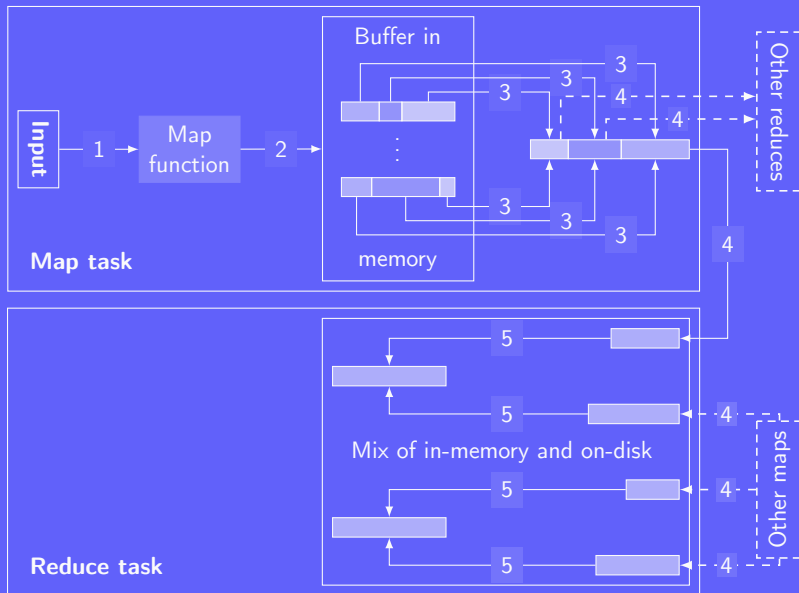 Buffer in
3
3
3
4
4
Other reduces
Input
1
Map
function
2
⋮
3
3
3
4
Map task
memory
5
5
4
Mix of in-memory and on-disk
5
4
5
4
Other maps
Reduce task